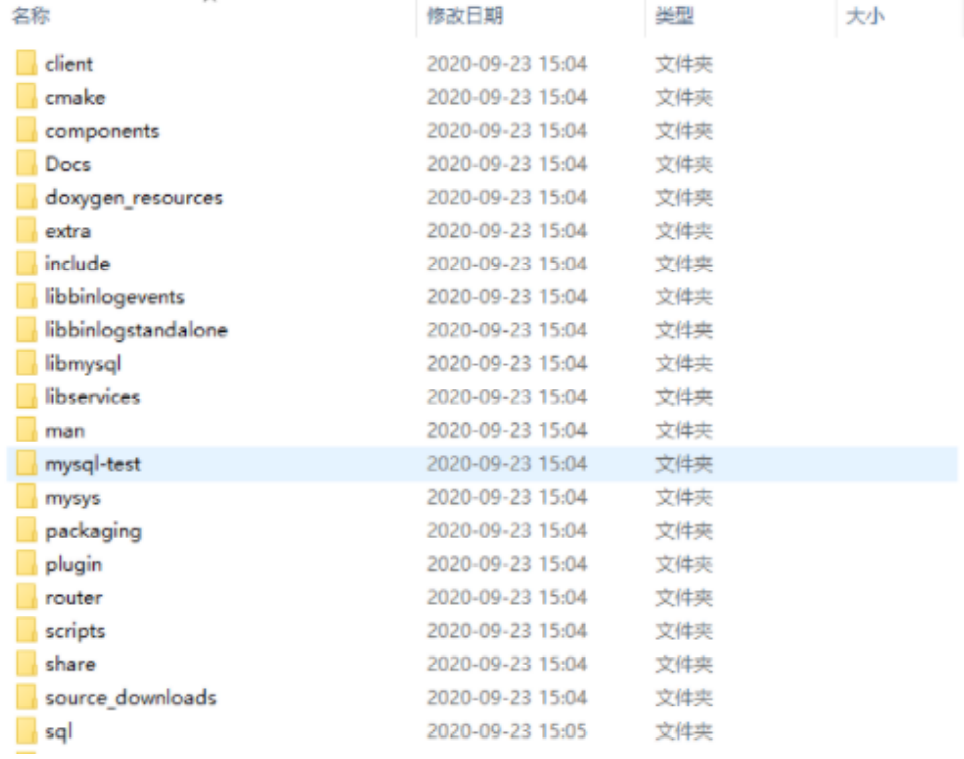 名称 修改日期 类型 大小
client 2020-09-23 15:04 文件夹
cmake 2020-09-23 15:04 文件夹
components 2020-09-23 15:04 文件夹
Docs 2020-09-23 15:04 文件夹
doxygen_resources 2020-09-23 15:04 文件夹
extra 2020-09-23 15:04 文件夹
include 2020-09-23 15:04 文件夹
libbinlogevents 2020-09-23 15:04 文件夹
libbinlogstandalone 2020-09-23 15:04 文件夹
libmysql 2020-09-23 15:04 文件夹
libservices 2020-09-23 15:04 文件夹
man 2020-09-23 15:04 文件夹
mysql-test 2020-09-23 15:04 文件夹
mysys 2020-09-23 15:04 文件夹
packaging 2020-09-23 15:04 文件夹
plugin 2020-09-23 15:04 文件夹
router 2020-09-23 15:04 文件夹
scripts 2020-09-23 15:04 文件夹
share 2020-09-23 15:04 文件夹
source_downloads 2020-09-23 15:04 文件夹
sql 2020-09-23 15:05 文件夹